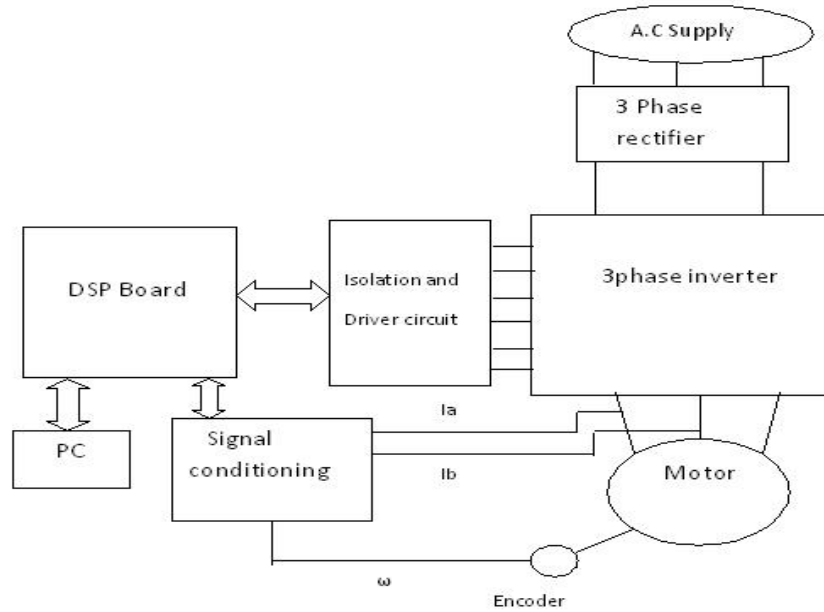 A.C Supply
3 Phase
rectifier
DSP Board
Isolation and
Driver circuit
3phase inverter
PC
Signal
conditioning
Ia
Ib
Motor
ω
Encoder